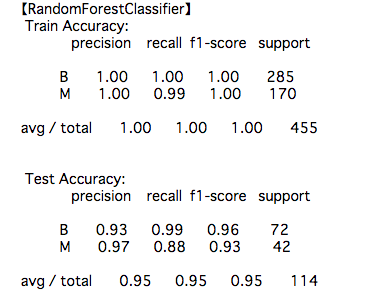 【RandomForestClassifier】
Train Accuracy:
precision recall f1-score support
B 1.00 1.00 1.00 285
M 1.00 0.99 1.00 170
avg / total 1.00 1.00 1.00 455
Test Accuracy:
precision recall f1-score support
B 0.93 0.99 0.96 72
M 0.97 0.88 0.93 42
avg / total 0.95 0.95 0.95 114